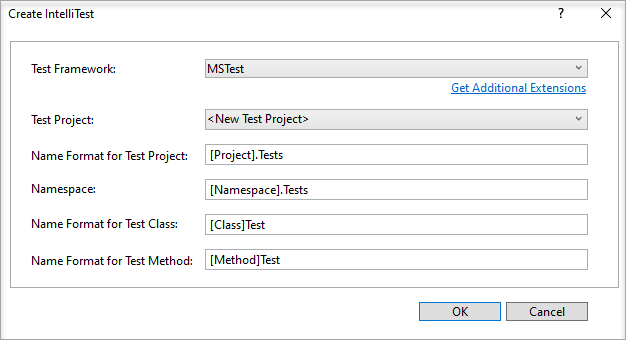 Create IntelliTest ?
Test Framework: MSTest
Get Additional Extensions
Test Project: <New Test Project>
Name Format for Test Project: [Project].Tests
Namespace: [Namespace].Tests
Name Format for Test Class: [Class]Test
Name Format for Test Method: [Method]Test
OK Cancel